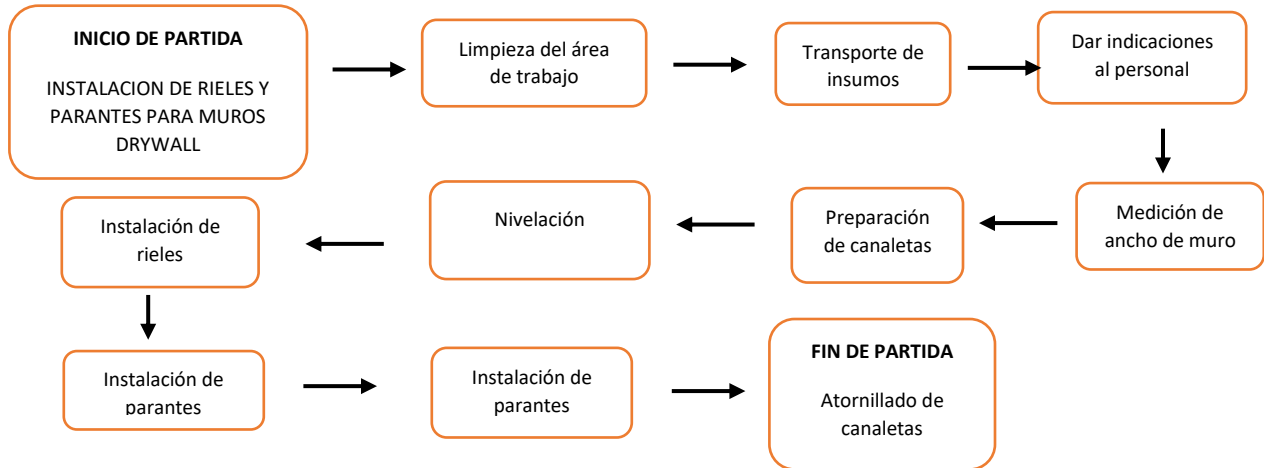 INICIO DE PARTIDA
INSTALACION DE RIELES Y
PARANTES PARA MUROS
DRYWALL
Limpieza del área
de trabajo
Transporte de
insumos
Dar indicaciones
al personal
Medición de
ancho de muro
Preparación
de canaletas
Nivelación
Instalación de
rieles
Instalación de
parantes
Instalación de
parantes
FIN DE PARTIDA
Atornillado de
canaletas